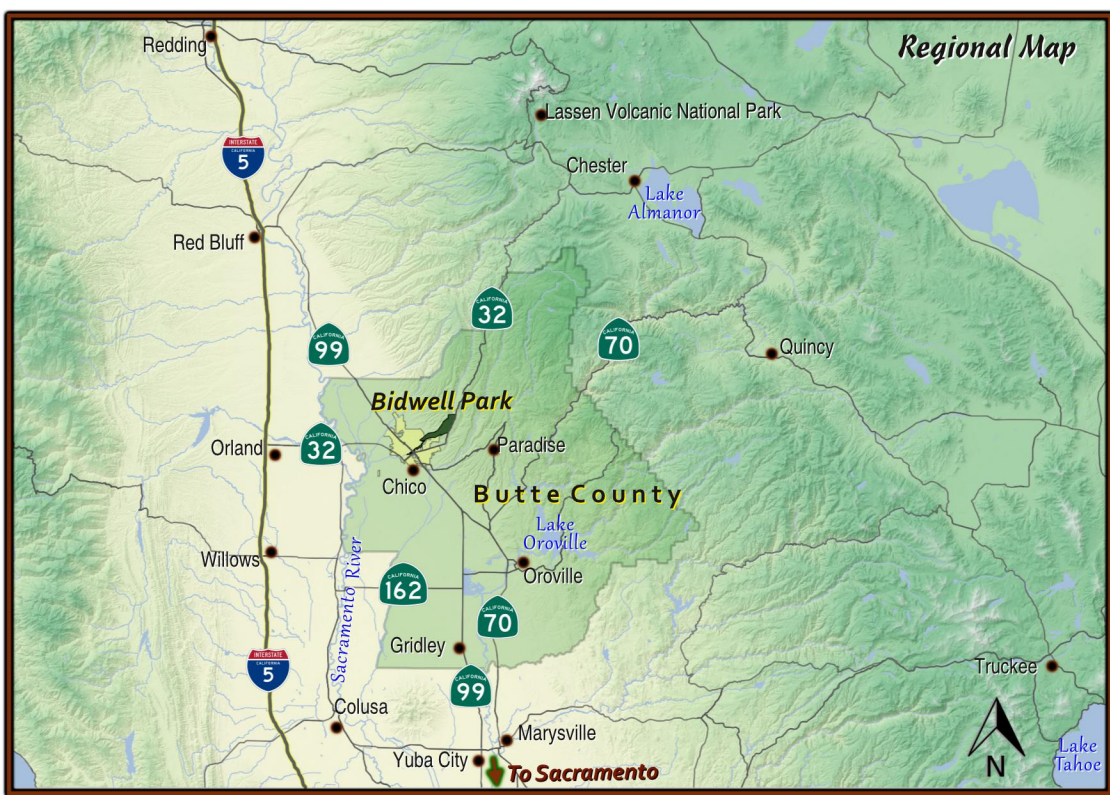 Regional Map
Redding
Lassen Volcanic National Park
INTERSTATE
CALIFORNIA
5
Chester
Lake
Almanor
Red Bluff
CALIFORNIA
32
CALIFORNIA
99
CALIFORNIA
70
Quincy
Bidwell Park
Orland
CALIFORNIA
32
Paradise
Chico
Butte County
Lake
Oroville
Willows
Oroville
Sacramento River
CALIFORNIA
162
CALIFORNIA
70
Gridley
INTERSTATE
CALIFORNIA
5
CALIFORNIA
99
Truckee
Colusa
Marysville
Yuba City
To Sacramento
N
Lake
Tahoe